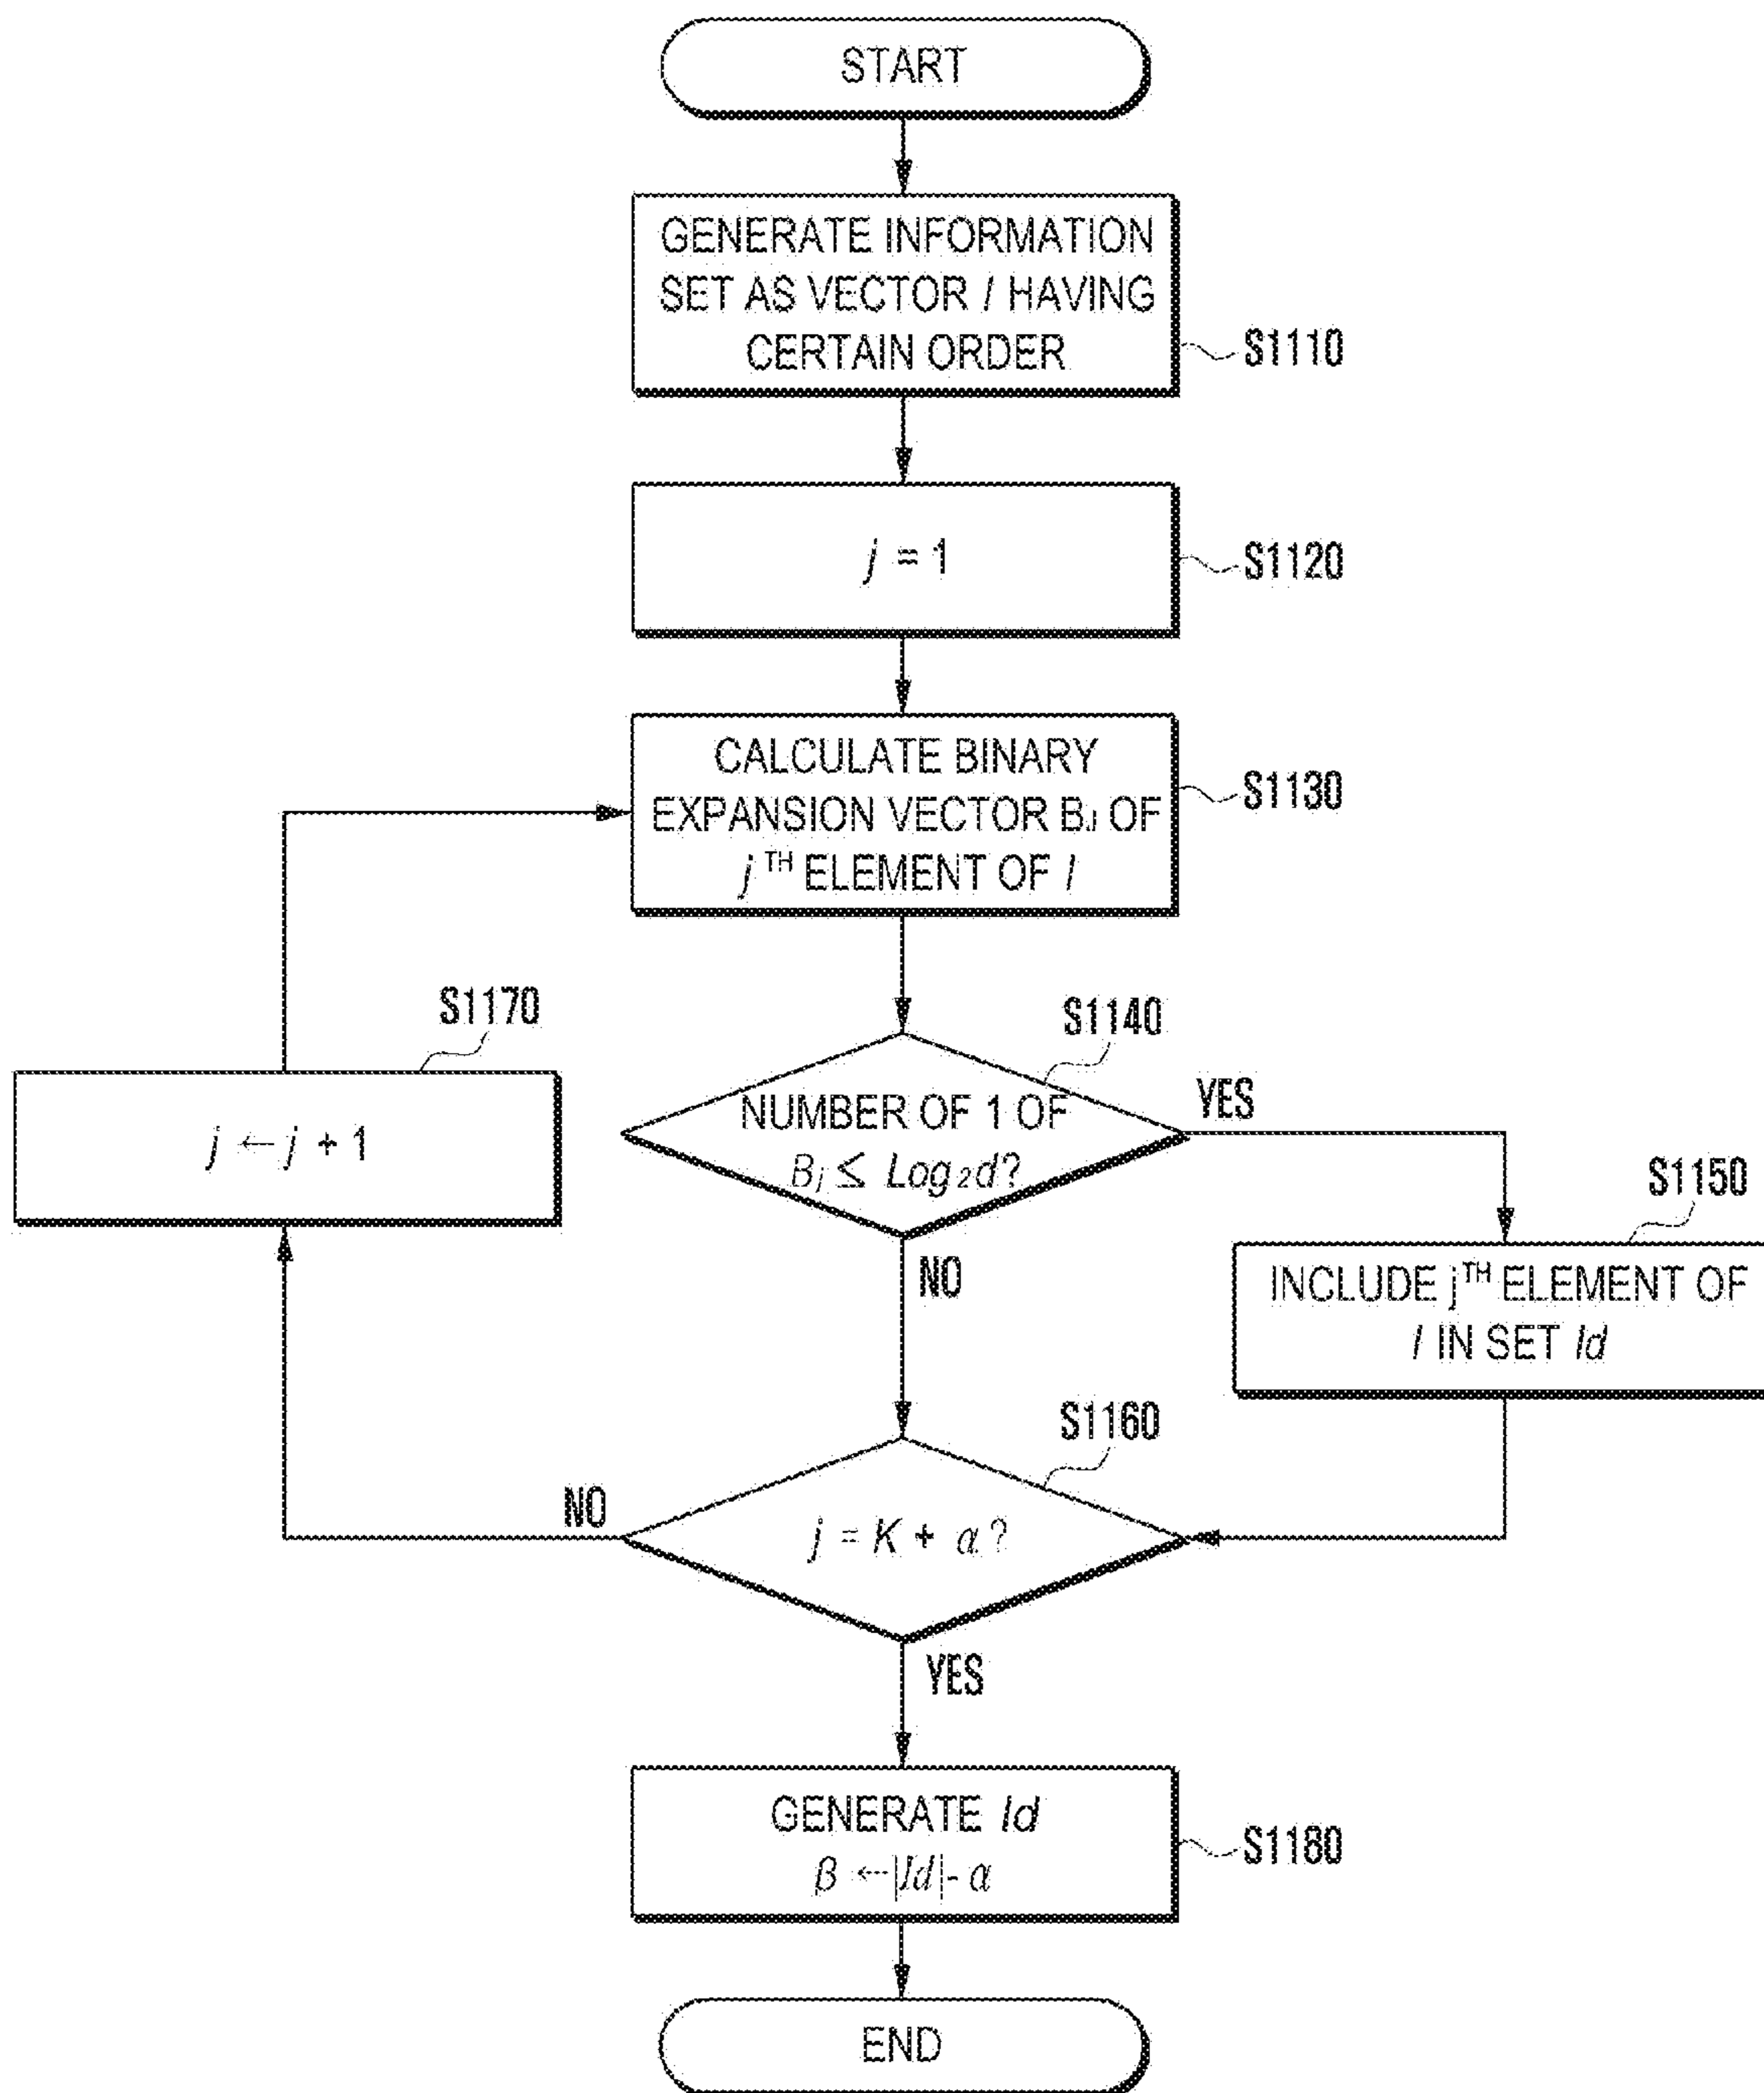 START
GENERATE INFORMATION
SET AS VECTOR I HAVING
CERTAIN ORDER
S1110
j = 1
S1120
CALCULATE BINARY
EXPANSION VECTOR Bj OF
j TH ELEMENT OF I
S1130
S1170
j ← j + 1
S1140
NUMBER OF 1 OF
Bj ≤ Log2d?
YES
NO
S1150
INCLUDE jTH ELEMENT OF
I IN SET Id
S1160
j = K + α ?
NO
YES
GENERATE Id
β ← |Id| - α
S1180
END